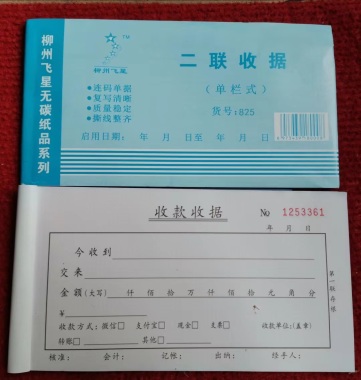 柳州飞星无碳纸品系列
TM
柳州飞星
二联收据
(单栏式)
货号:825
●连码单据
●复写清晰
●质量稳定
●撕线整齐
启用日期: 年 月 日至 年 月 日
收款收据
No 1253361
年 月 日
今收到
交来
金额(大写) 仟 佰 拾 万 仟 佰 拾 元 角 分
¥
收款方式:微信□ 支付宝□ 现金□ 支票□ 收款单位:(盖章)
转账□ 其他□
核准: 会计: 记帐: 出纳: 经手人:
第一联存根